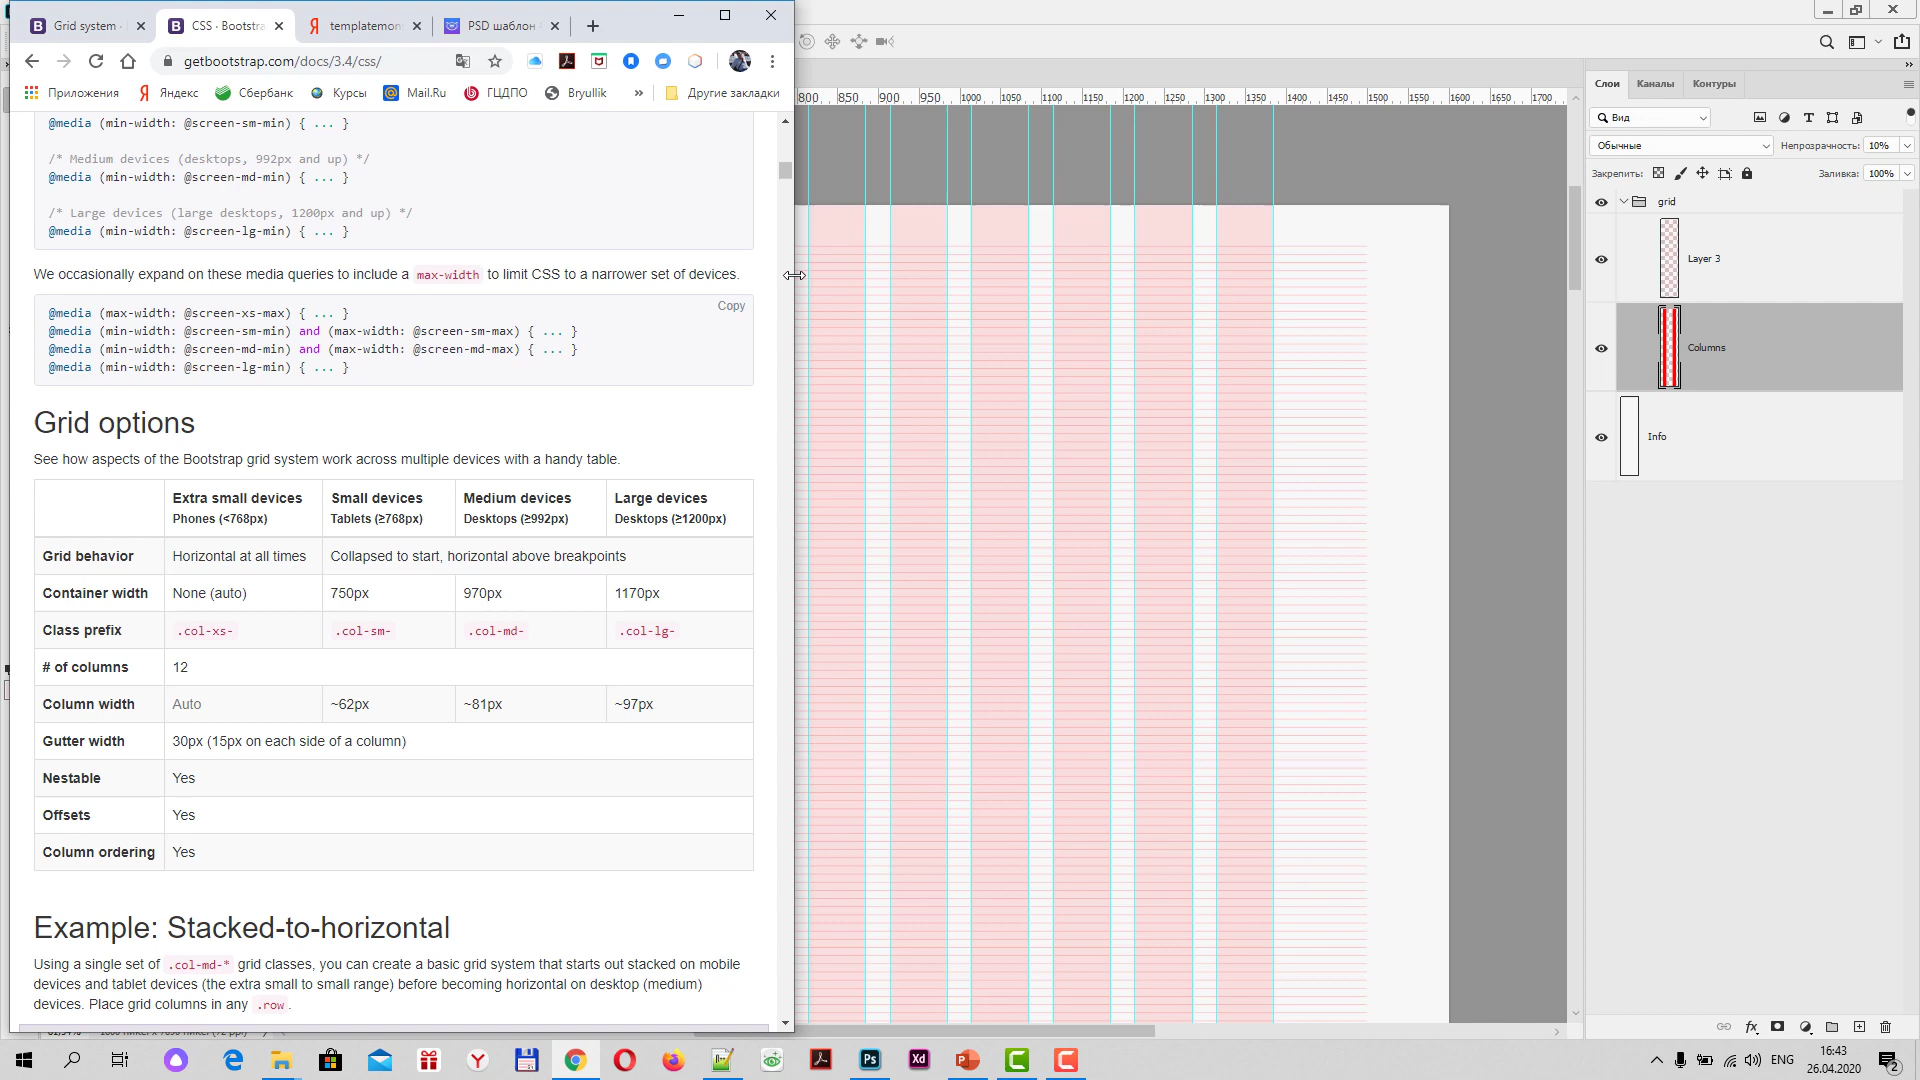 Grid system ·
CSS · Bootstra
templatemon
PSD шаблон
getbootstrap.com/docs/3.4/css/
Приложения
Яндекс
Сбербанк
Курсы
Mail.Ru
ГЦДПО
Bryullik
»
Другие закладки
@media (min-width: @screen-sm-min) { ... }
/* Medium devices (desktops, 992px and up) */
@media (min-width: @screen-md-min) { ... }
/* Large devices (large desktops, 1200px and up) */
@media (min-width: @screen-lg-min) { ... }
We occasionally expand on these media queries to include a max-width to limit CSS to a narrower set of devices.
Copy
@media (max-width: @screen-xs-max) { ... }
@media (min-width: @screen-sm-min) and (max-width: @screen-sm-max) { ... }
@media (min-width: @screen-md-min) and (max-width: @screen-md-max) { ... }
@media (min-width: @screen-lg-min) { ... }
Grid options
See how aspects of the Bootstrap grid system work across multiple devices with a handy table.
Extra small devices Small devices Medium devices Large devices
Phones (<768px) Tablets (≥768px) Desktops (≥992px) Desktops (≥1200px)
Grid behavior Horizontal at all times Collapsed to start, horizontal above breakpoints
Container width None (auto) 750px 970px 1170px
Class prefix .col-xs- .col-sm- .col-md- .col-lg-
# of columns 12
Column width Auto ~62px ~81px ~97px
Gutter width 30px (15px on each side of a column)
Nestable Yes
Offsets Yes
Column ordering Yes
Example: Stacked-to-horizontal
Using a single set of .col-md-* grid classes, you can create a basic grid system that starts out stacked on mobile
devices and tablet devices (the extra small to small range) before becoming horizontal on desktop (medium)
devices. Place grid columns in any .row.
800 850 900 950 1000 1050 1100 1150 1200 1250 1300 1350 1400 1450 1500 1550 1600 1650 1700
Слои Каналы Контуры
Вид
Обычные Непрозрачность: 10%
Закрепить: Заливка: 100%
grid
Layer 3
Columns
Info
fx
ENG
16:43
26.04.2020
2